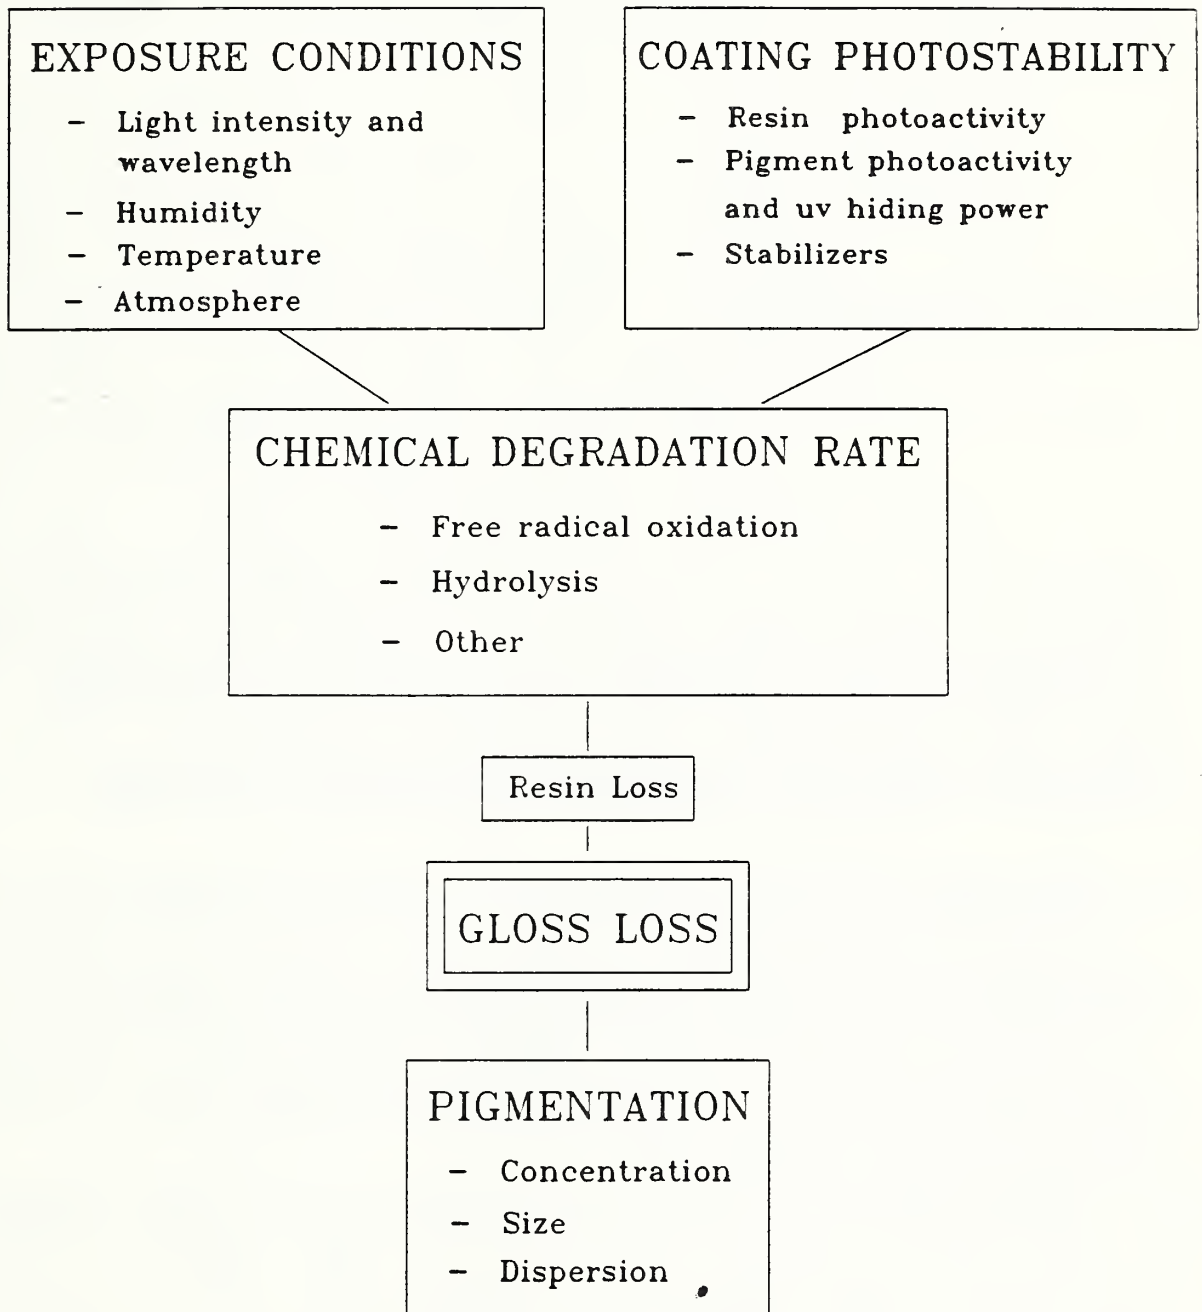 EXPOSURE CONDITIONS
- Light intensity and
wavelength
- Humidity
- Temperature
- Atmosphere
COATING PHOTOSTABILITY
- Resin photoactivity
- Pigment photoactivity
and uv hiding power
- Stabilizers
CHEMICAL DEGRADATION RATE
- Free radical oxidation
- Hydrolysis
- Other
Resin Loss
GLOSS LOSS
PIGMENTATION
- Concentration
- Size
- Dispersion